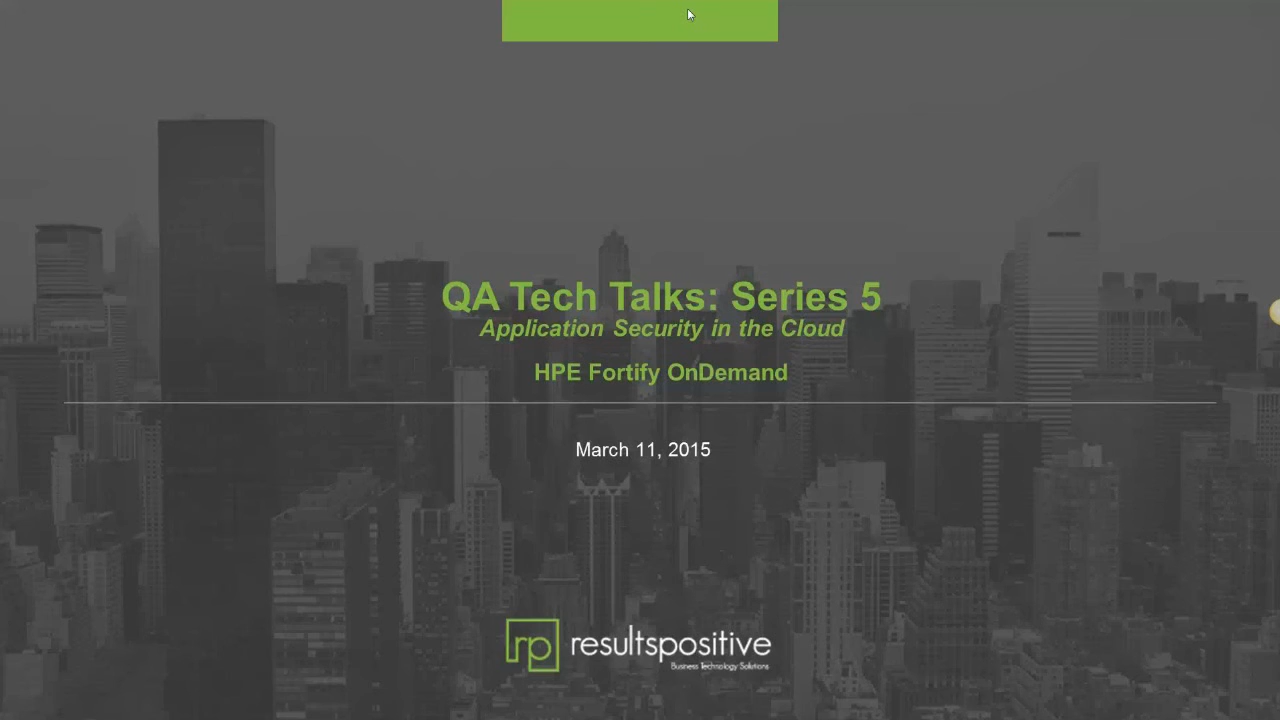 QA Tech Talks: Series 5
Application Security in the Cloud
HPE Fortify OnDemand
March 11, 2015
rp resultspositive
Business Technology Solutions